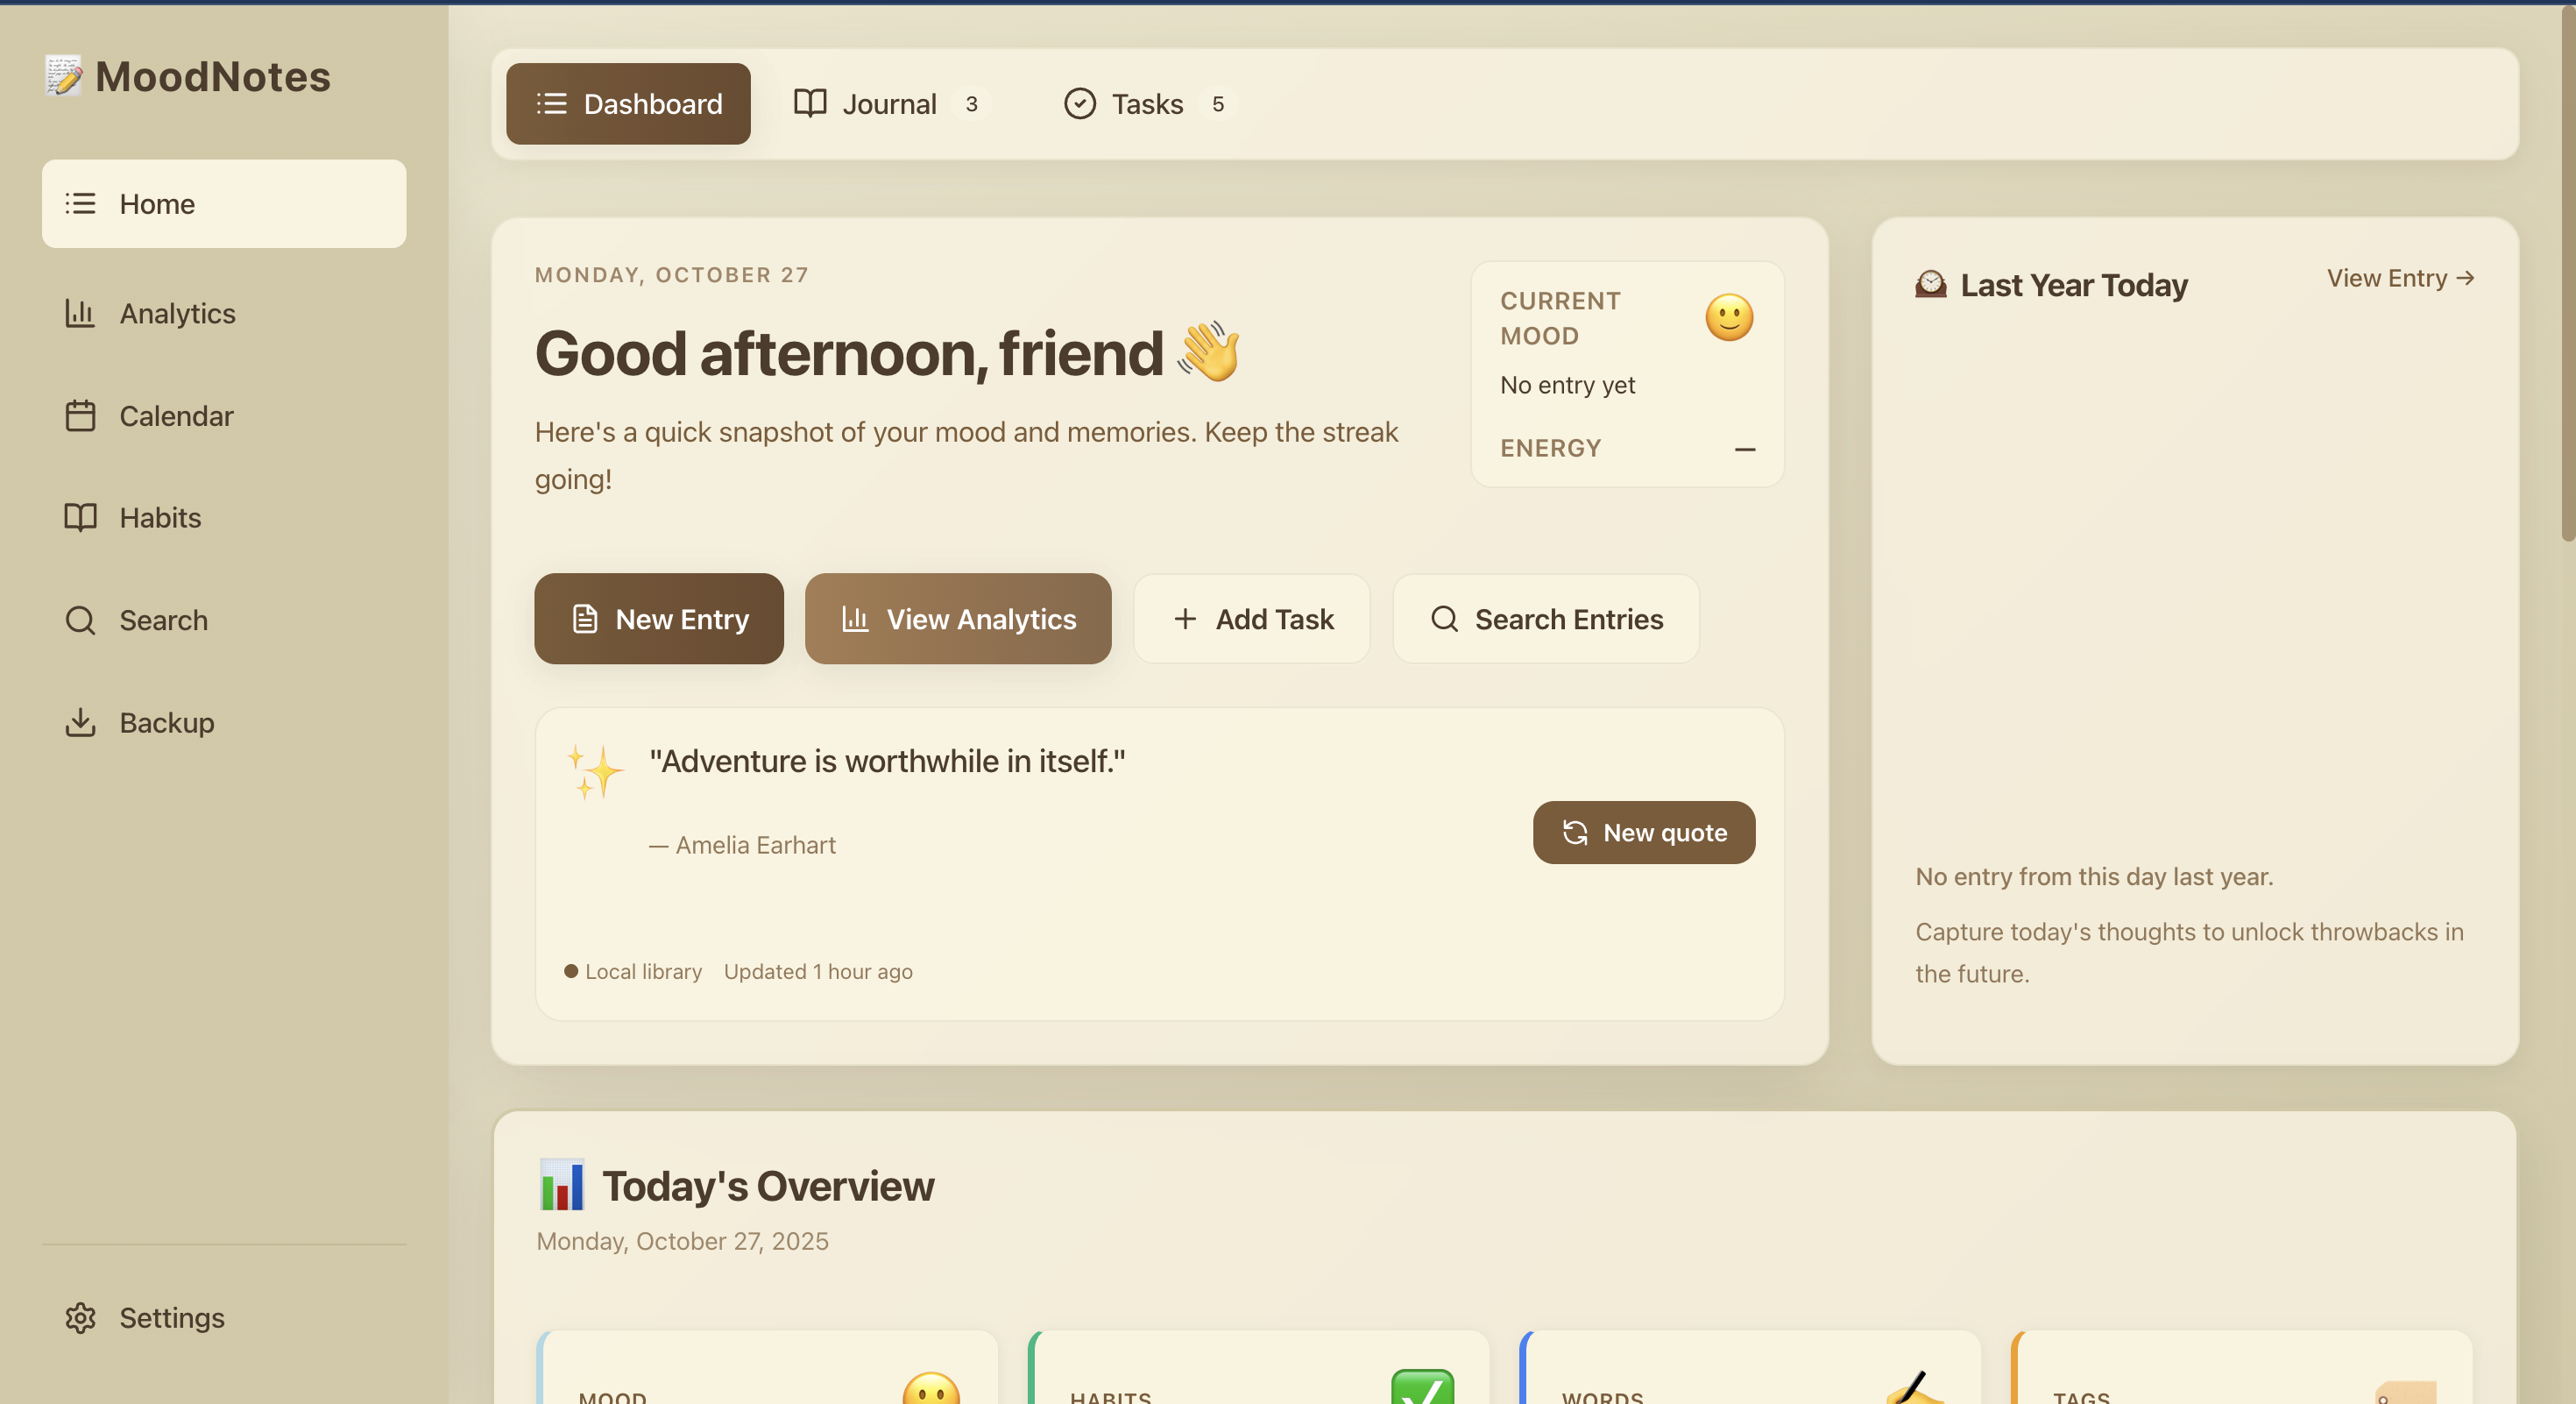 MoodNotes
Home
Analytics
Calendar
Habits
Search
Backup
Settings
Dashboard
Journal 3
Tasks 5
MONDAY, OCTOBER 27
Good afternoon, friend 👋
Here's a quick snapshot of your mood and memories. Keep the streak
going!
CURRENT
MOOD
No entry yet
ENERGY —
New Entry
View Analytics
Add Task
Search Entries
"Adventure is worthwhile in itself."
— Amelia Earhart
New quote
Local library Updated 1 hour ago
Last Year Today
View Entry →
No entry from this day last year.
Capture today's thoughts to unlock throwbacks in
the future.
Today's Overview
Monday, October 27, 2025
MOOD
HABITS
WORDS
TAGS